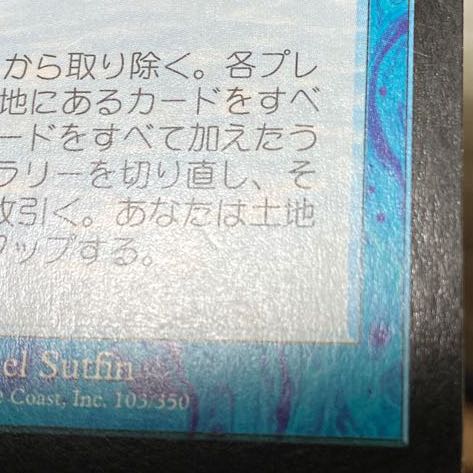 から取り除く。各プレ
地にあるカードをすべ
ードをすべて加えたう
ラリーを切り直し、そ
枚引く。あなたは土地
タップする。
el Sutfin
Coast, Inc. 103/350